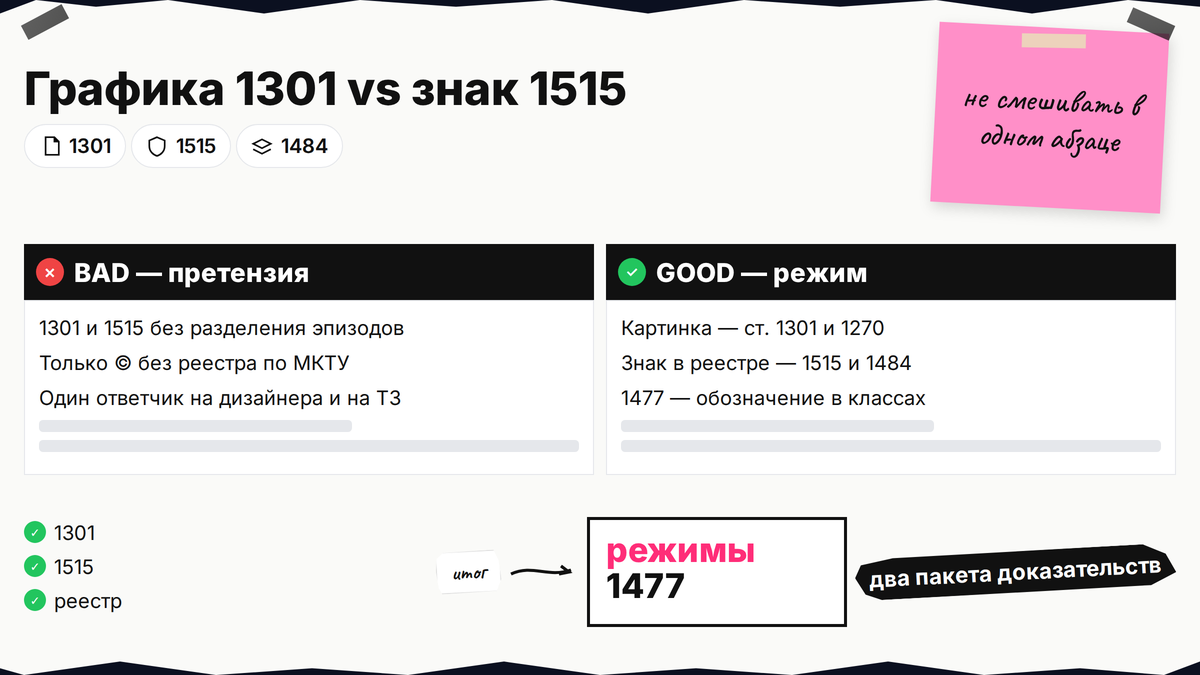 Графика 1301 vs знак 1515
1301
1515
1484
не смешивать в
одном абзаце
BAD — претензия
1301 и 1515 без разделения эпизодов
Только © без реестра по МКТУ
Один ответчик на дизайнера и на ТЗ
GOOD — режим
Картинка — ст. 1301 и 1270
Знак в реестре — 1515 и 1484
1477 — обозначение в классах
1301
1515
реестр
итог
режимы
1477
два пакета доказательств